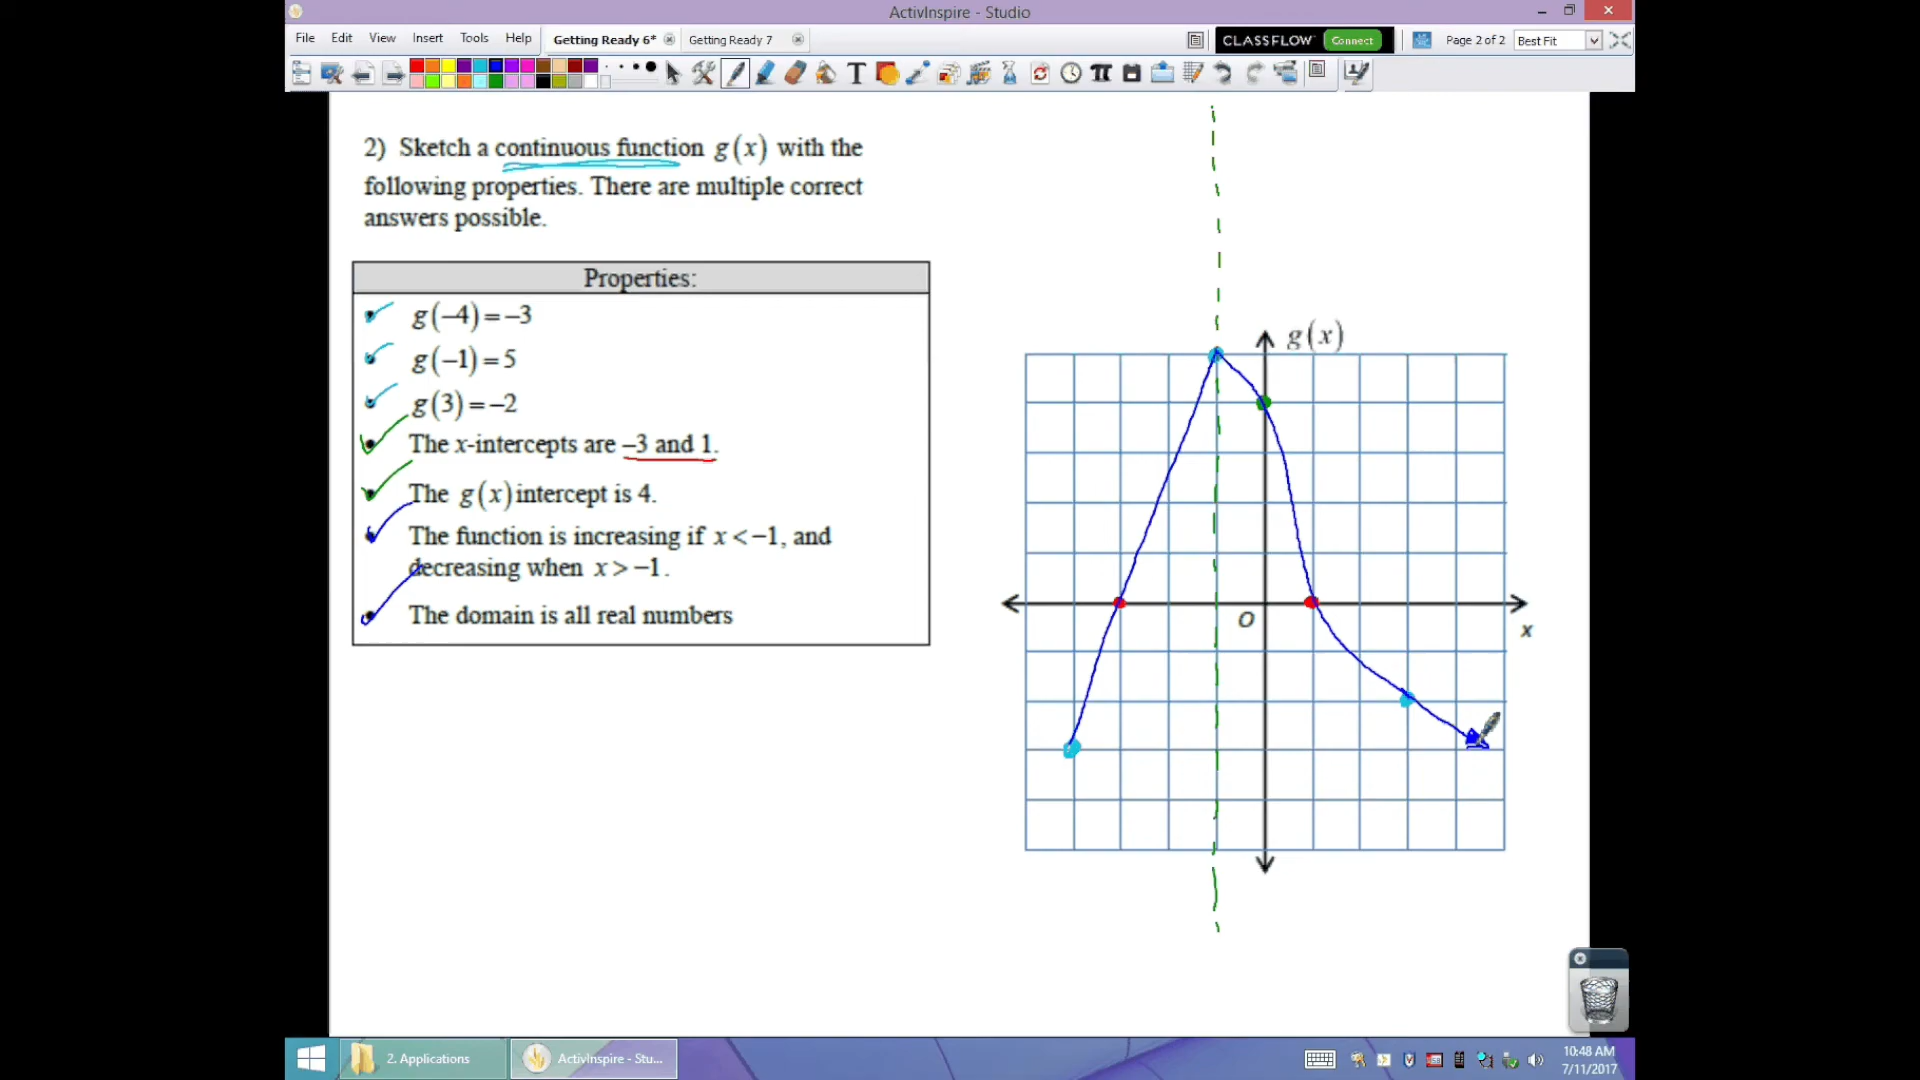 ActivInspire - Studio
File Edit View Insert Tools Help Getting Ready 6* Getting Ready 7 CLASSFLOW Connect Page 2 of 2 Best Fit
2) Sketch a continuous function g(x) with the
following properties. There are multiple correct
answers possible.
Properties:
• g(−4)=−3
• g(−1)=5
• g(3)=−2
• The x-intercepts are −3 and 1.
• The g(x) intercept is 4.
• The function is increasing if x<−1, and
decreasing when x>−1.
• The domain is all real numbers
g(x)
O
x
2. Applications ActivInspire - Stu... 10:48 AM
7/11/2017